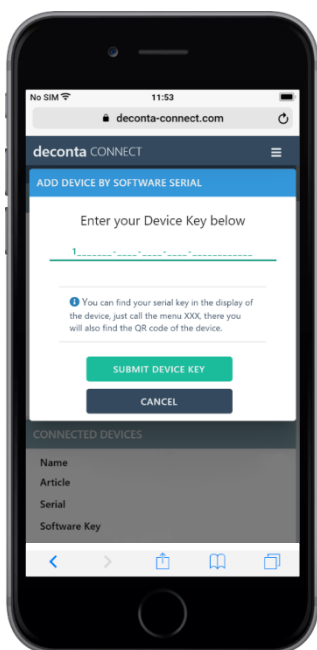 No SIM 11:53
deconta-connect.com
deconta CONNECT
ADD DEVICE BY SOFTWARE SERIAL
Enter your Device Key below
1_______-____-____-____-____________
You can find your serial key in the display of
the device, just call the menu XXX, there you
will also find the QR code of the device.
SUBMIT DEVICE KEY
CANCEL
CONNECTED DEVICES
Name
Article
Serial
Software Key